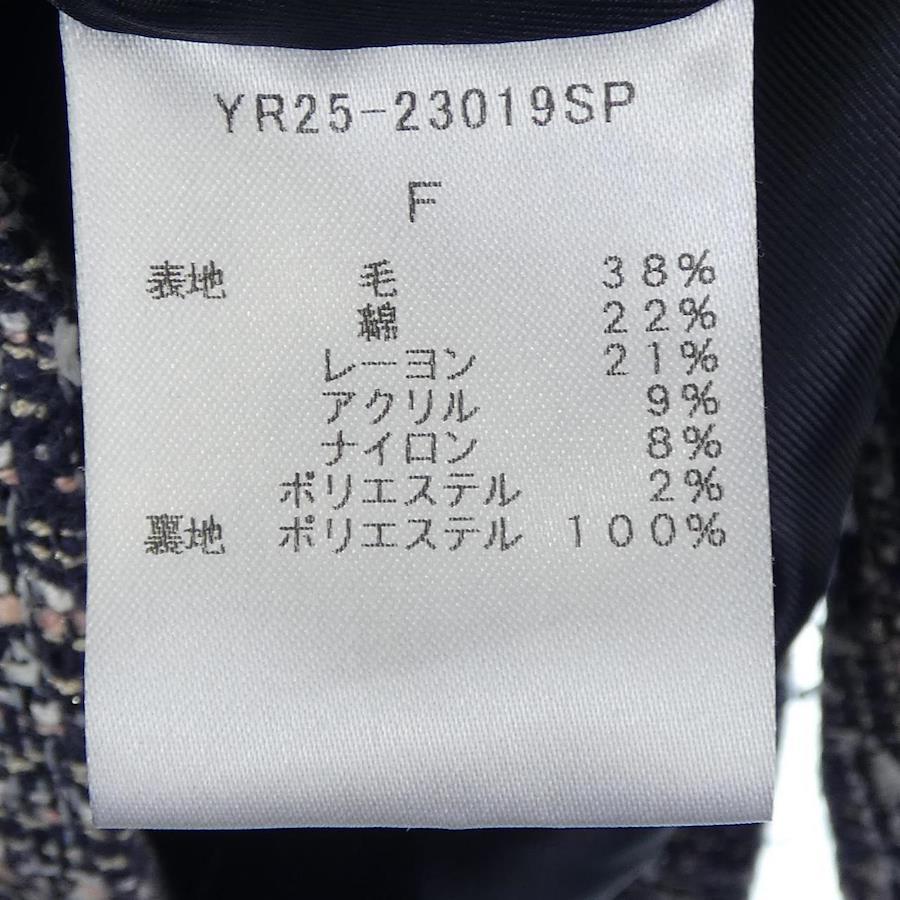 YR25-23019SP
F
表地 毛 38%
綿 22%
レーヨン 21%
アクリル 9%
ナイロン 8%
ポリエステル 2%
裏地 ポリエステル 100%